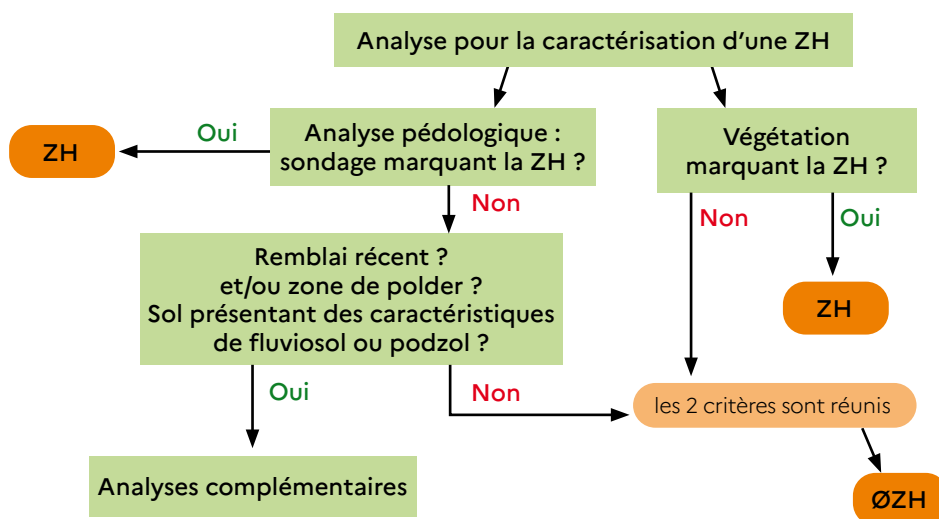 Analyse pour la caractérisation d'une ZH
Oui
ZH
Analyse pédologique :
sondage marquant la ZH ?
Végétation
marquant la ZH ?
Non
Non
Oui
Remblai récent ?
et/ou zone de polder ?
Sol présentant des caractéristiques
de fluviosol ou podzol ?
ZH
Oui
Non
les 2 critères sont réunis
Analyses complémentaires
ØZH